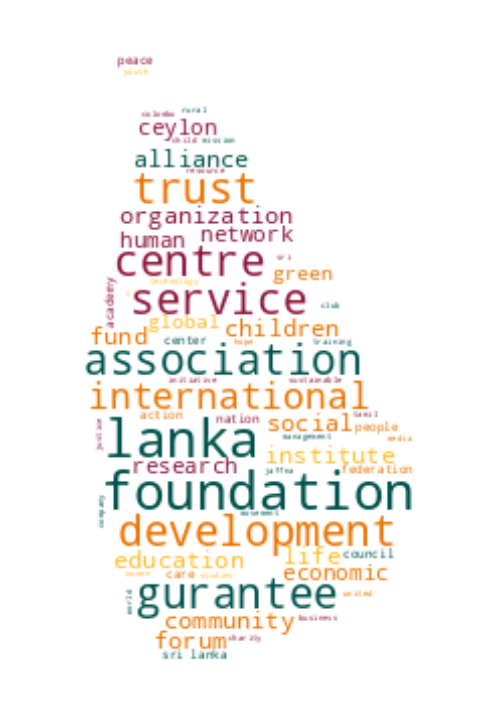 peace
youth
colombo rural
ceylon
child mission
alliance
resource
trust
organization
human network
centre sri
green
technology
academy
service club
global children
fund center hope training
association
initiative sustainable
international
action nation tamil
justice social people
lanka management media
institute
research jaffna federation
foundation
company movement
development
education life council
women care vision economic
world gurantee united
community business
forum charity
sri lanka